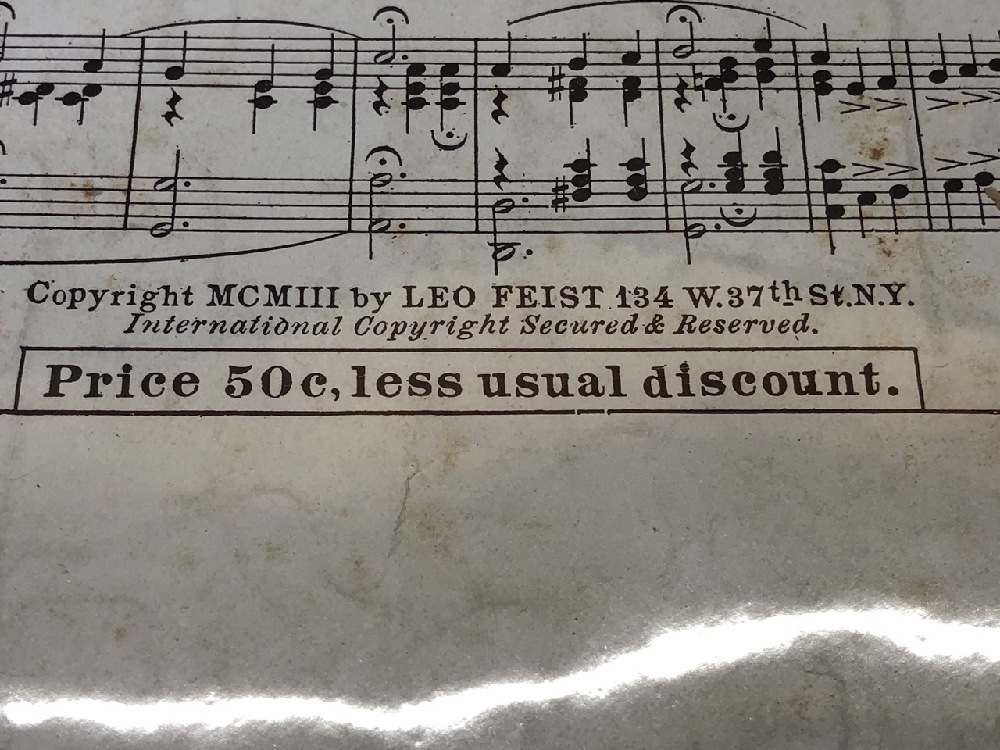 Copyright MCMIII by LEO FEIST 134 W. 37th St. N.Y.
International Copyright Secured & Reserved.
Price 50c, less usual discount.